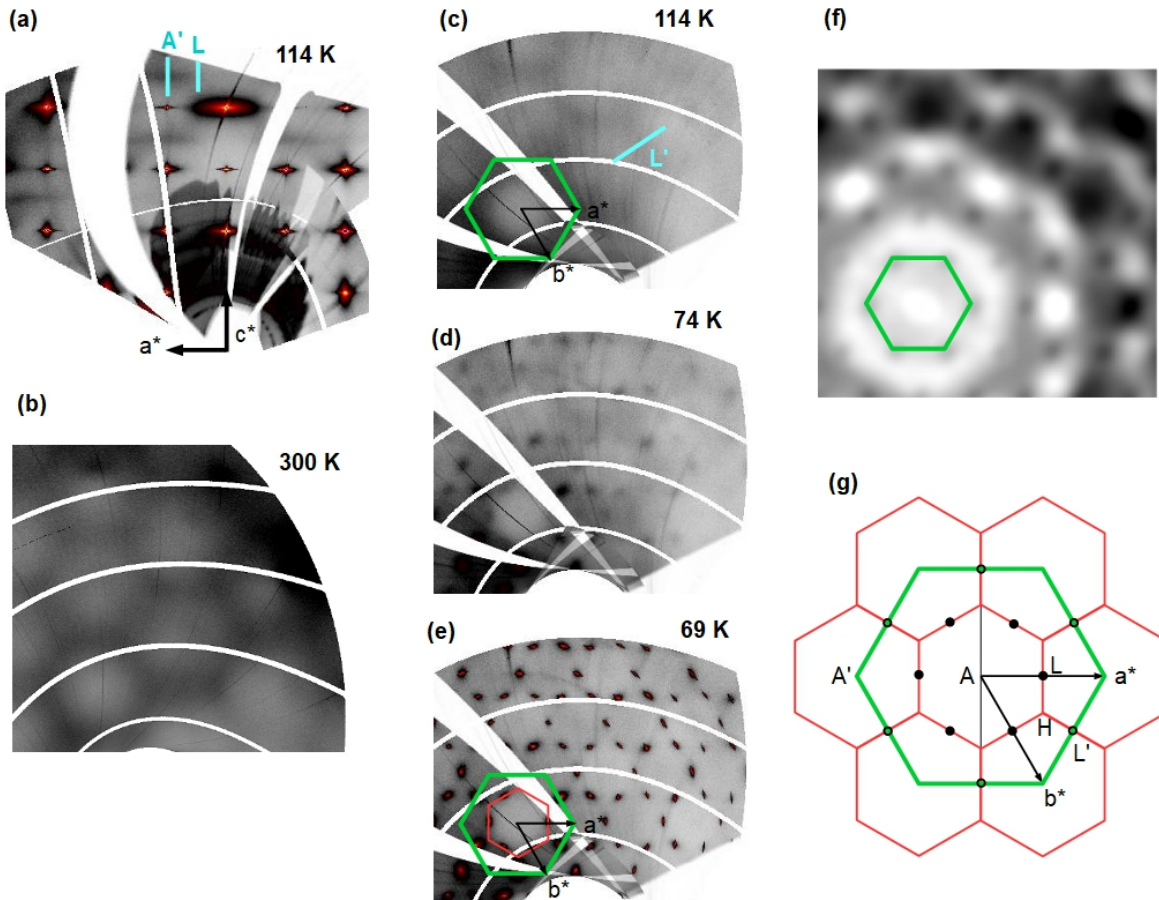 (a)
A'
L
114 K
a*
c*
(b)
300 K
(c)
114 K
L'
a*
b*
(d)
74 K
(e)
69 K
a*
b*
(f)
(g)
A'
A
L
a*
H
L'
b*